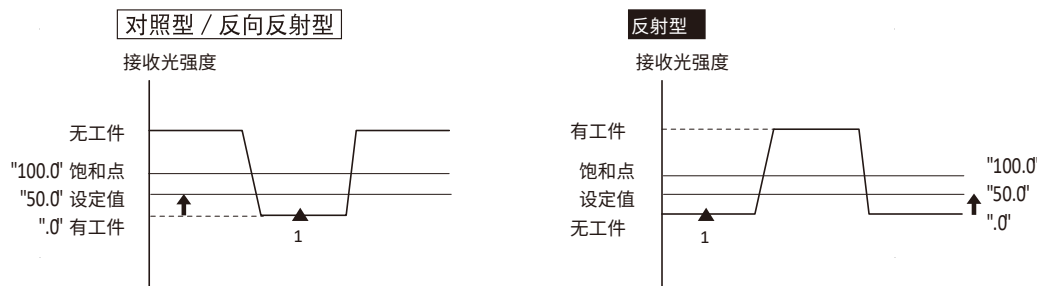 对照型 / 反向反射型
接收光强度
无工件
"100.0" 饱和点
"50.0" 设定值
".0" 有工件
1
反射型
接收光强度
有工件
饱和点
"100.0"
设定值
"50.0"
无工件
".0"
1